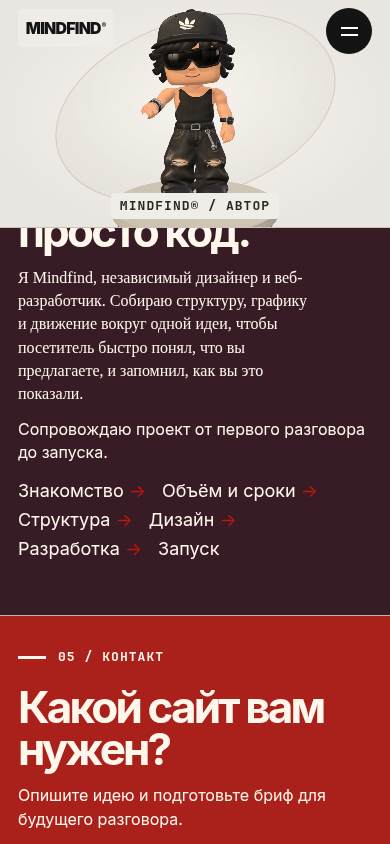 MINDFIND®
MINDFIND® / АВТОР
просто код.
Я Mindfind, независимый дизайнер и веб-
разработчик. Собираю структуру, графику
и движение вокруг одной идеи, чтобы
посетитель быстро понял, что вы
предлагаете, и запомнил, как вы это
показали.
Сопровождаю проект от первого разговора
до запуска.
Знакомство → Объём и сроки →
Структура → Дизайн →
Разработка → Запуск
05 / КОНТАКТ
Какой сайт вам
нужен?
Опишите идею и подготовьте бриф для
будущего разговора.